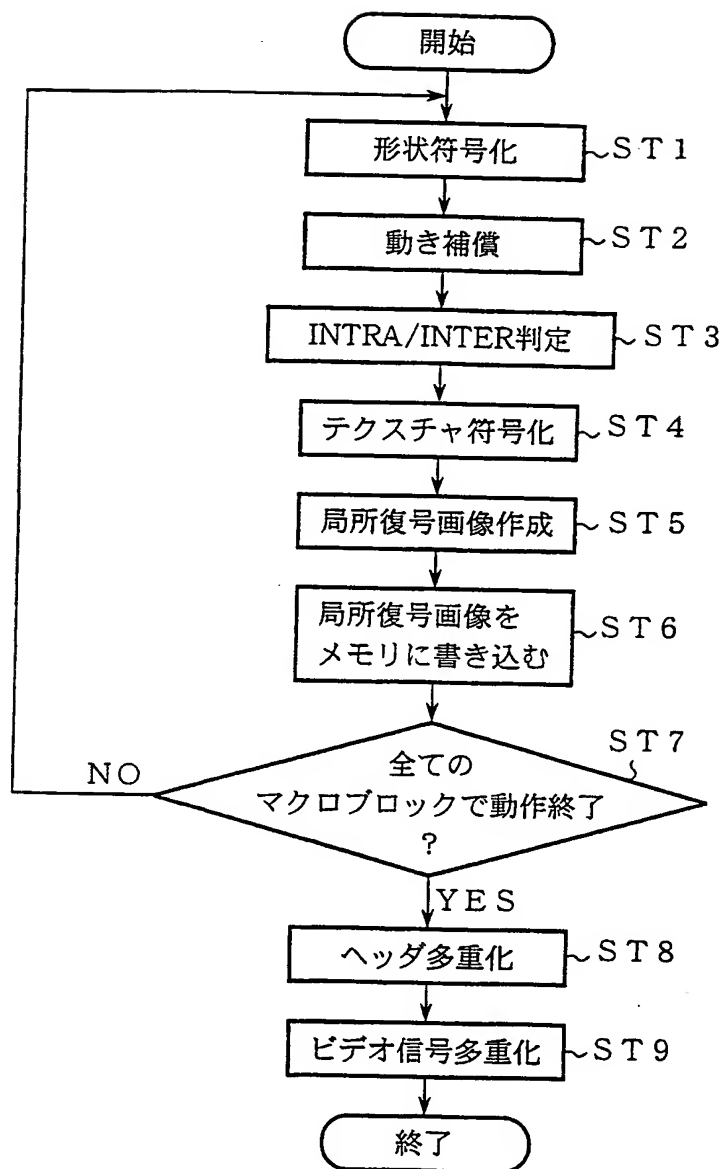 開始
形状符号化 ~ST1
動き補償 ~ST2
INTRA/INTER判定 ~ST3
テクスチャ符号化 ~ST4
局所復号画像作成 ~ST5
局所復号画像を
メモリに書き込む ~ST6
ST7
全ての
マクロブロックで動作終了
?
NO
YES
ヘッダ多重化 ~ST8
ビデオ信号多重化 ~ST9
終了